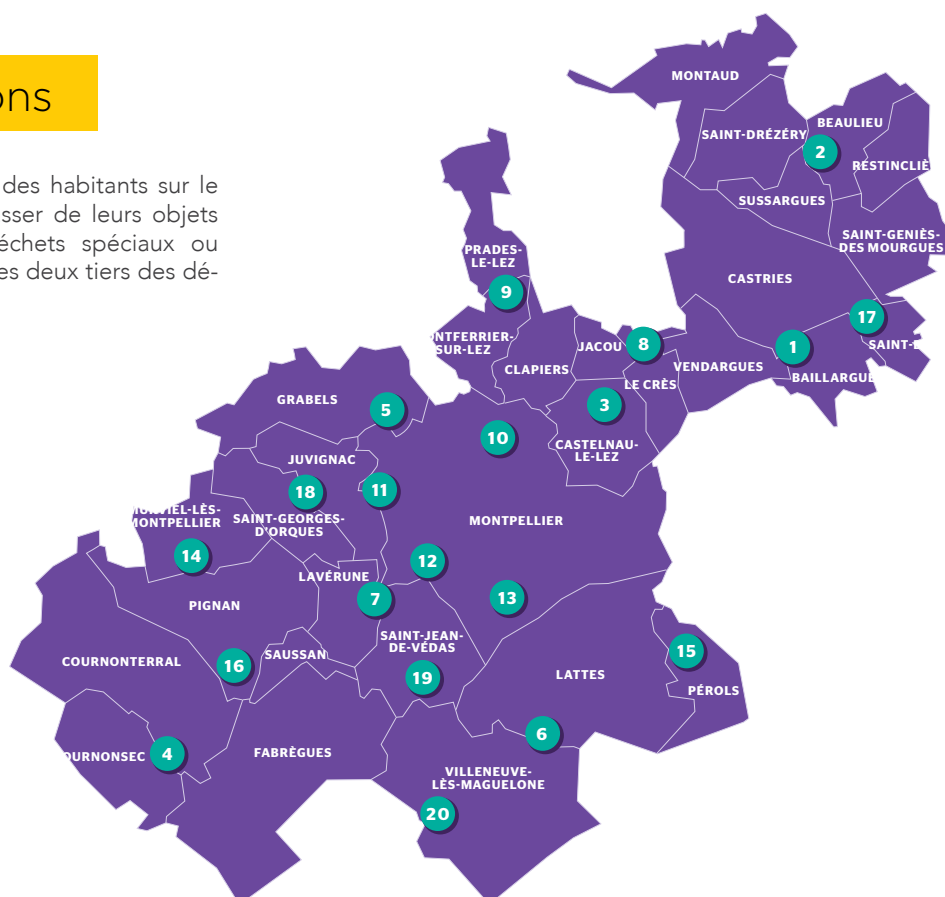 ons
des habitants sur le
sser de leurs objets
échets spéciaux ou
es deux tiers des dé-
MONTAUD
SAINT-DRÉZÉRY
BEAULIEU
2
RESTINCLIÈ
SUSSARGUES
SAINT-GENIÈS-
DES MOURGUES
PRADES-
LE-LEZ
CASTRIES
9
17
NTFERRIER-
SUR-LEZ
JACOU
8
1
SAINT-
CLAPIERS
VENDARGUES
BAILLARGUE
LE CRÈS
GRABELS
5
3
10
CASTELNAU-
LE-LEZ
JUVIGNAC
18
11
MONTIEL-LÈS-
MONTPELLIER
SAINT-GEORGES-
D'ORQUES
MONTPELLIER
14
12
LAVÉRUNE
7
13
PIGNAN
SAINT-JEAN-
DE-VÉDAS
COURNONTERRAL
16
SAUSSAN
19
LATTES
15
PÉROLS
OURNONSEC
4
FABRÈGUES
6
VILLENEUVE-
LÈS-MAGUELONE
20